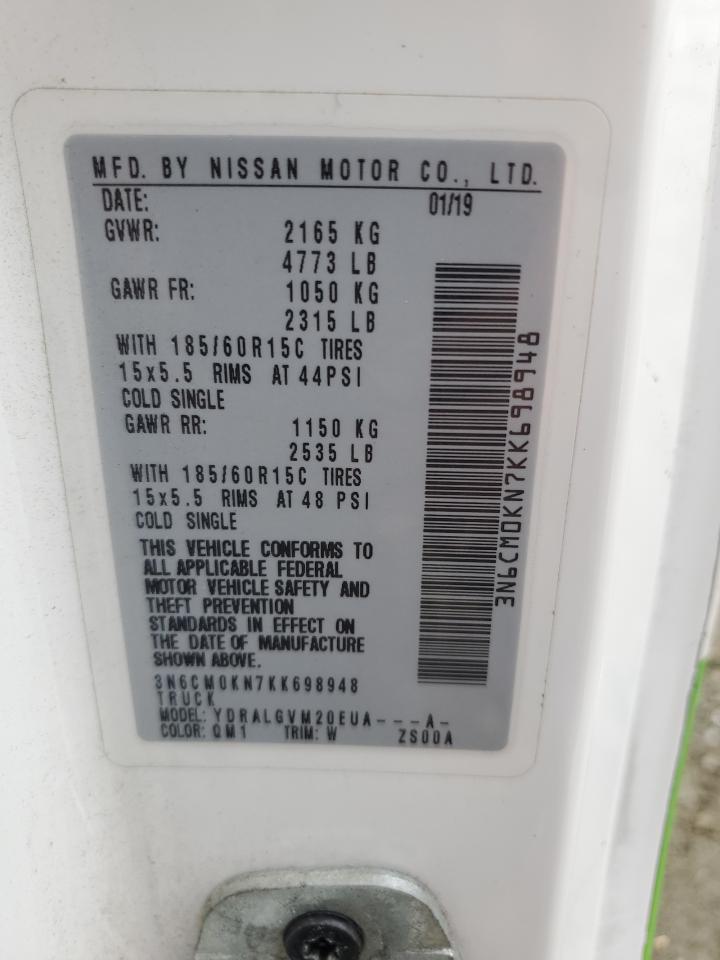 MFD. BY NISSAN MOTOR CO., LTD.
DATE: 01/19
GVWR: 2165 KG
4773 LB
GAWR FR: 1050 KG
2315 LB
WITH 185/60R15C TIRES
15x5.5 RIMS AT 44PSI
COLD SINGLE
GAWR RR: 1150 KG
2535 LB
WITH 185/60R15C TIRES
15x5.5 RIMS AT 48 PSI
COLD SINGLE
THIS VEHICLE CONFORMS TO
ALL APPLICABLE FEDERAL
MOTOR VEHICLE SAFETY AND
THEFT PREVENTION
STANDARDS IN EFFECT ON
THE DATE OF MANUFACTURE
SHOWN ABOVE.
3N6CM0KN7KK698948
TRUCK
MODEL: YDRALGVM20EUA---A-
COLOR: QM1 TRIM: W ZS00A
3N6CM0KN7KK698948